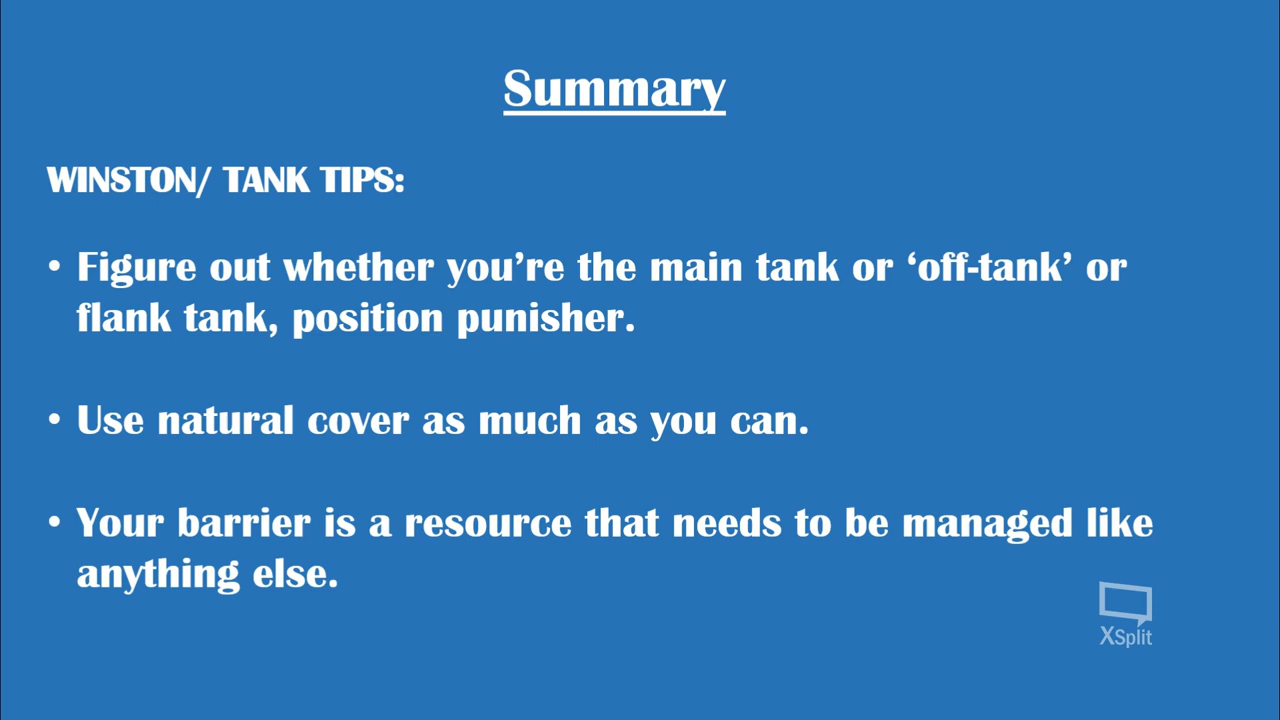 Summary
WINSTON/ TANK TIPS:
• Figure out whether you’re the main tank or ‘off-tank’ or
flank tank, position punisher.
• Use natural cover as much as you can.
• Your barrier is a resource that needs to be managed like
anything else.
XSplit